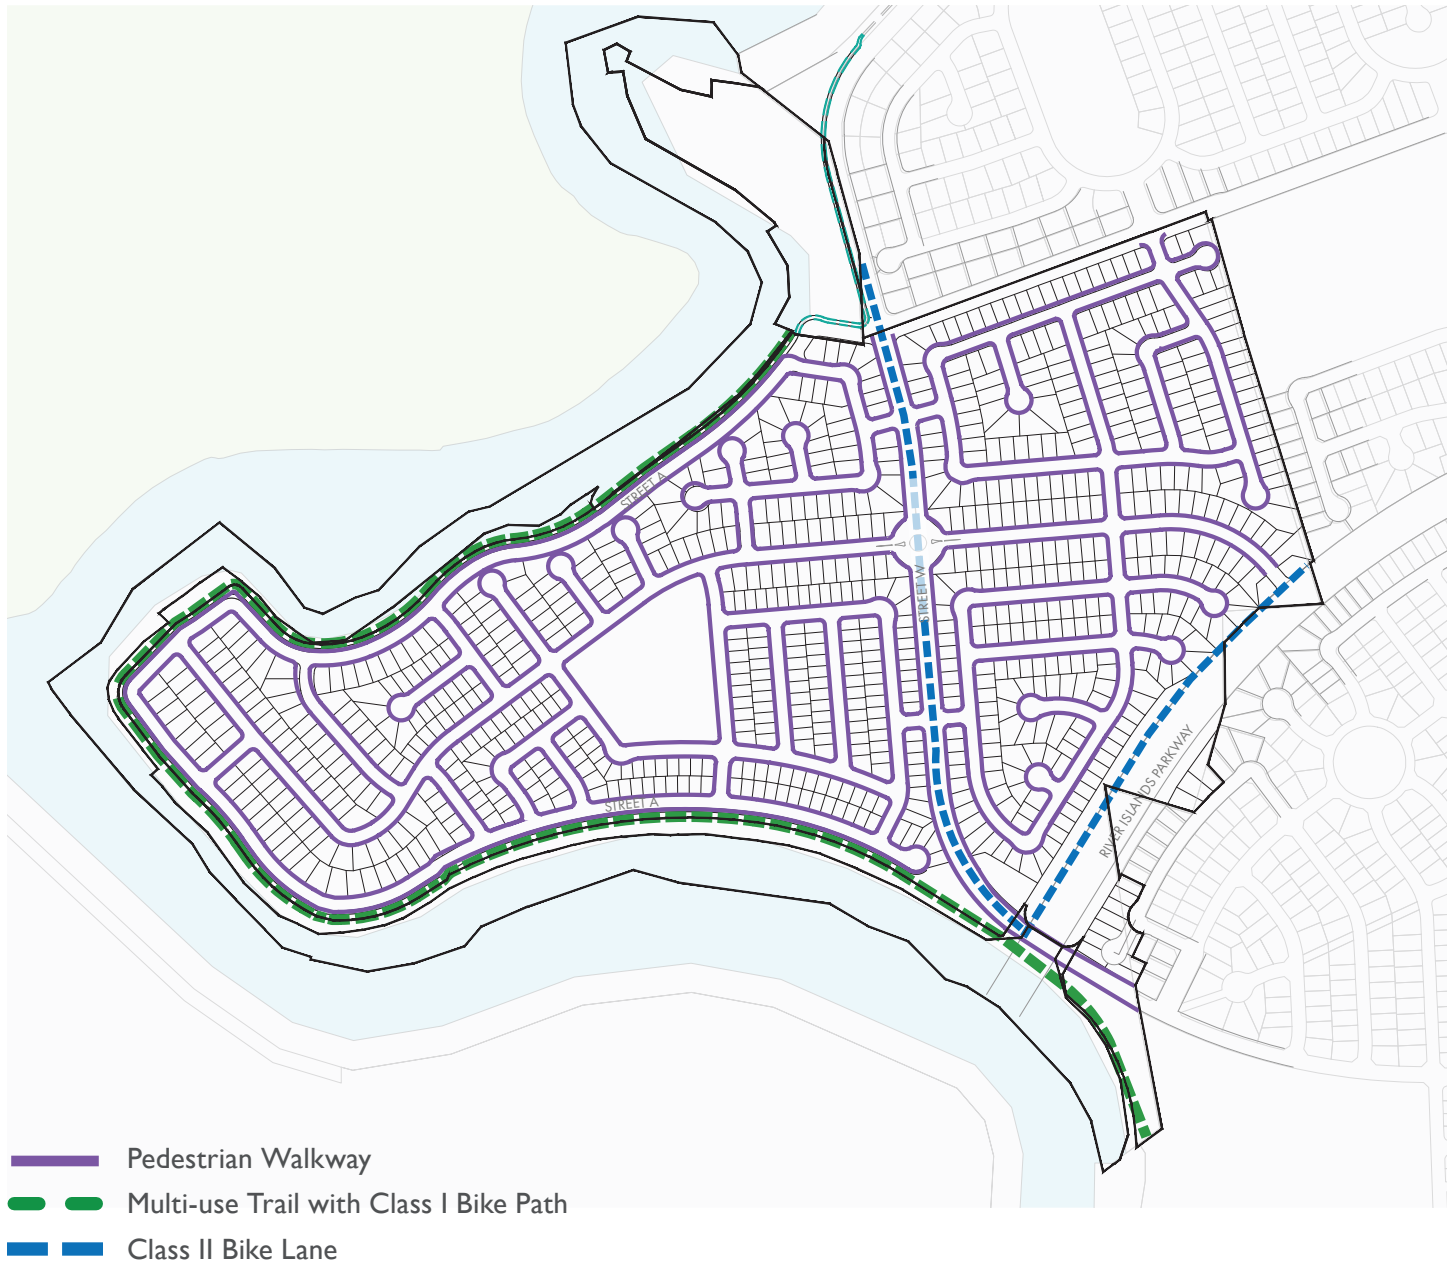 STREET A
STREET W
RIVER ISLANDS PARKWAY
STREET A
Pedestrian Walkway
Multi-use Trail with Class I Bike Path
Class II Bike Lane